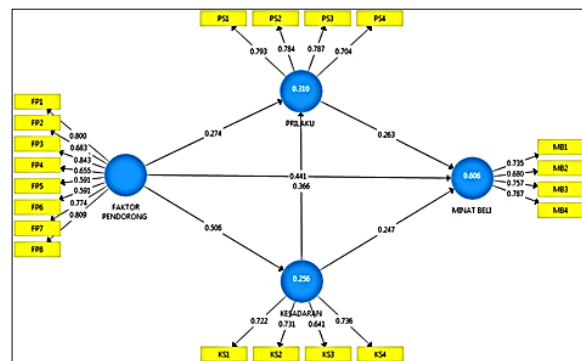 PS1 PS2 PS3 PS4
0.793 0.784 0.787 0.704
0.310
PRILAKU
FP1
FP2
FP3
FP4
FP5
FP6
FP7
FP8
0.800
0.683
0.843
0.655
0.591
0.591
0.774
0.809
FAKTOR
PENDORONG
0.274
0.263
0.441
0.366
0.506
0.247
0.606
MINAT BELI
0.735
0.680
0.757
0.787
MB1
MB2
MB3
MB4
0.256
KESADARAN
0.722 0.731 0.641 0.736
KS1 KS2 KS3 KS4